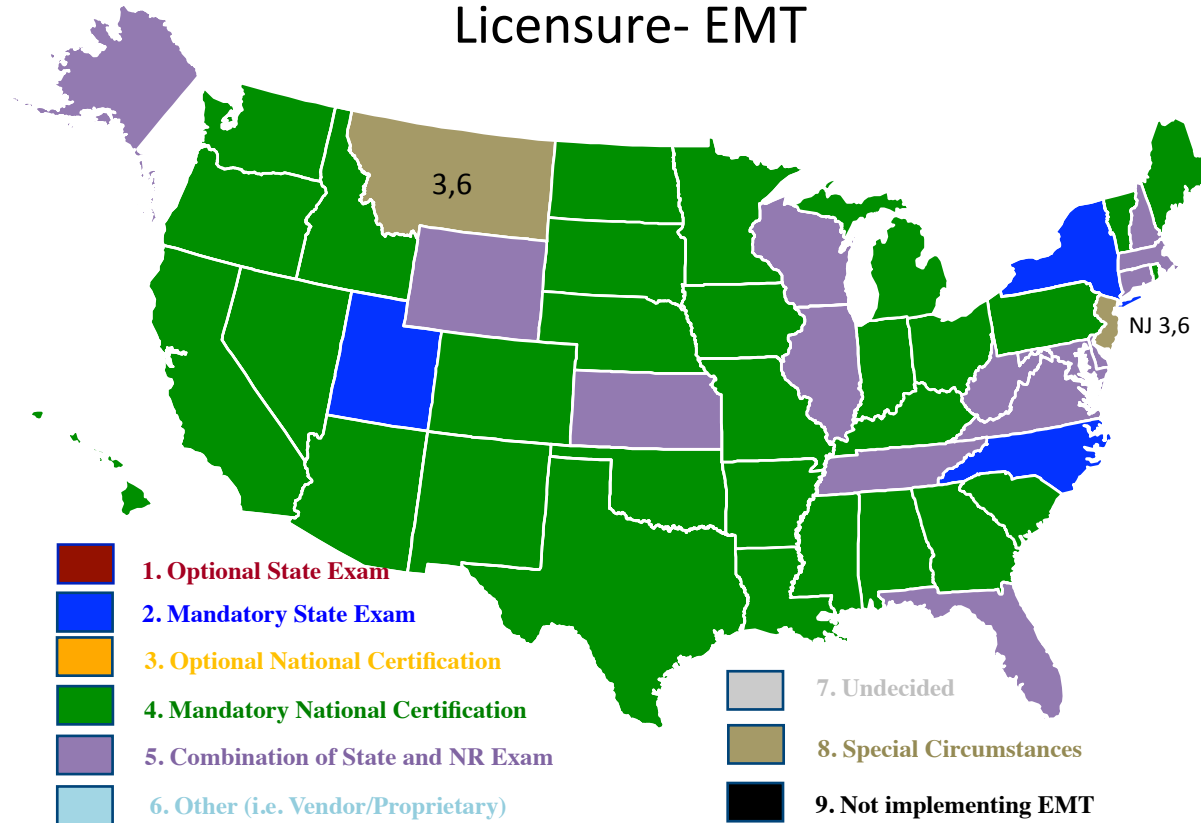 Licensure- EMT
3,6
NJ 3,6
1. Optional State Exam
2. Mandatory State Exam
3. Optional National Certification
4. Mandatory National Certification
5. Combination of State and NR Exam
6. Other (i.e. Vendor/Proprietary)
7. Undecided
8. Special Circumstances
9. Not implementing EMT